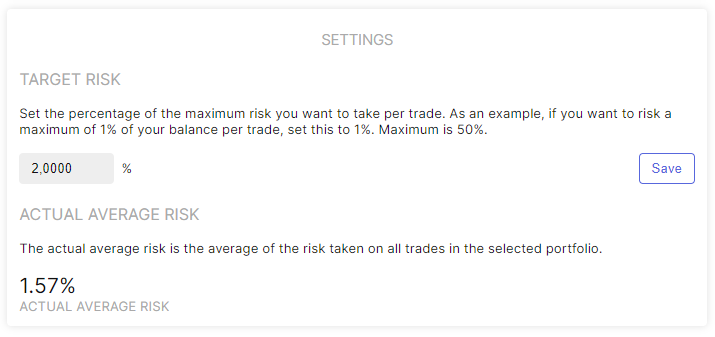 SETTINGS
TARGET RISK
Set the percentage of the maximum risk you want to take per trade. As an example, if you want to risk a
maximum of 1% of your balance per trade, set this to 1%. Maximum is 50%.
2,0000 % Save
ACTUAL AVERAGE RISK
The actual average risk is the average of the risk taken on all trades in the selected portfolio.
1.57%
ACTUAL AVERAGE RISK